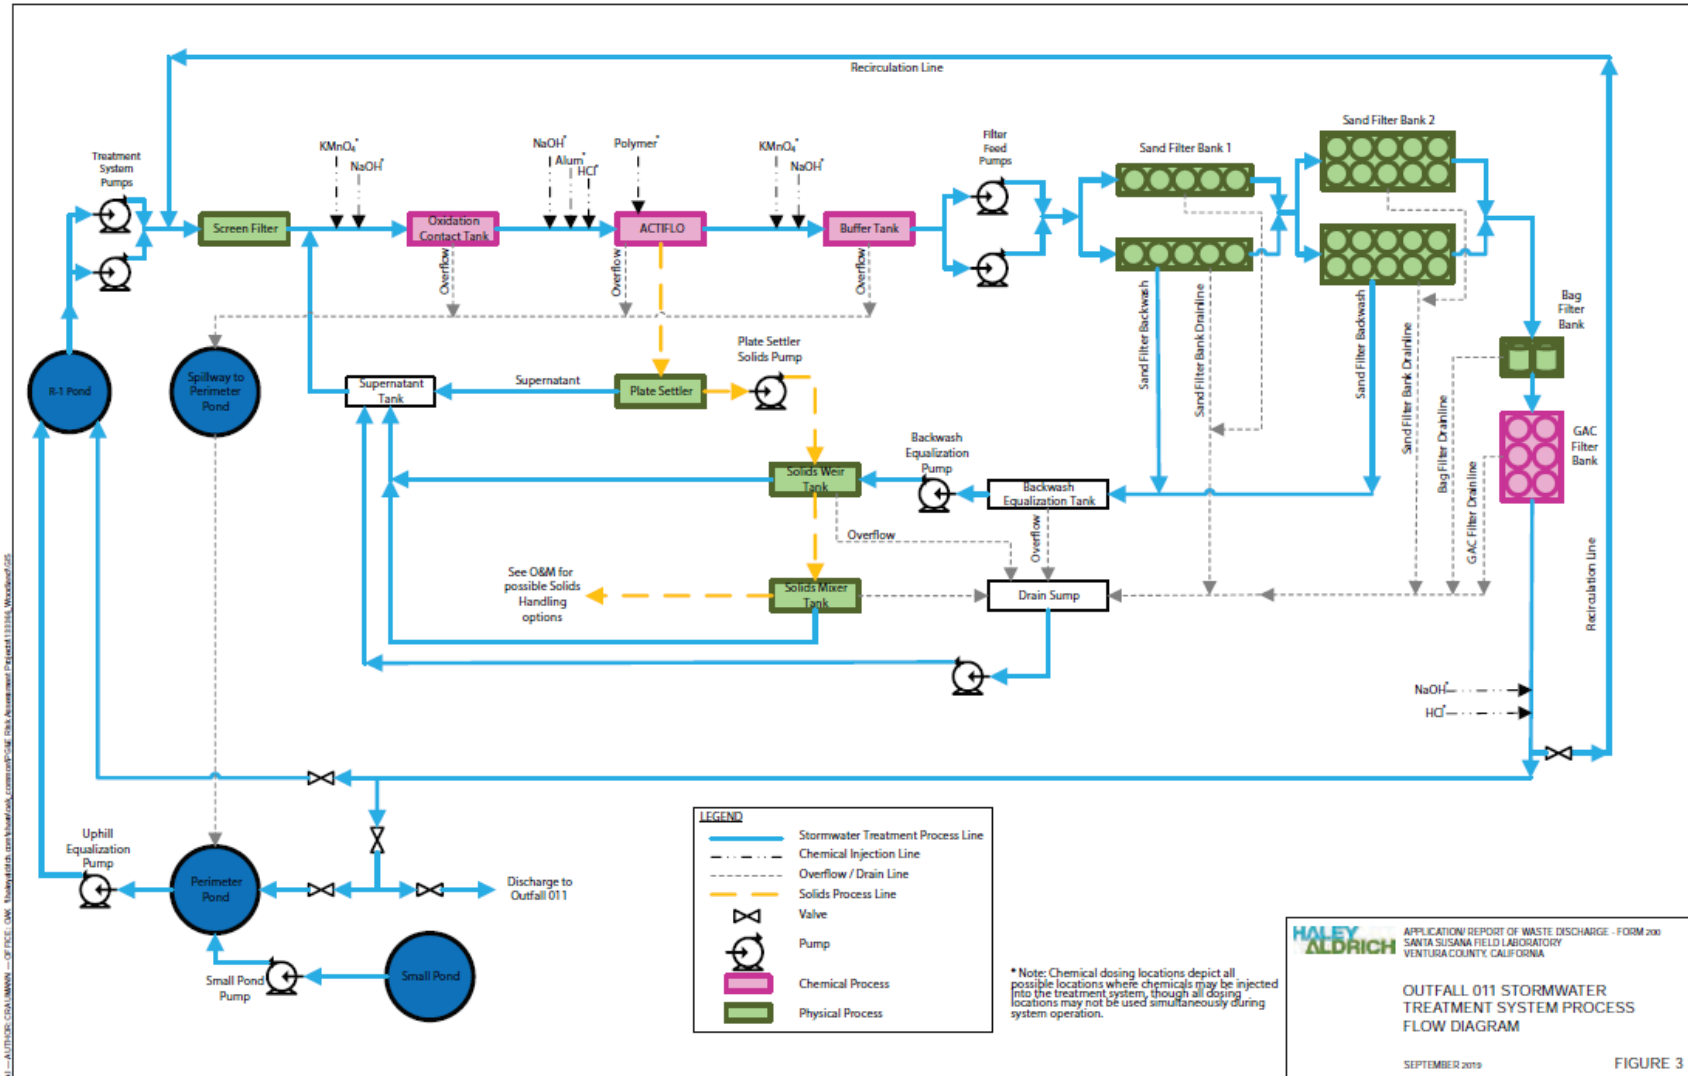 Recirculation Line
Sand Filter Bank 2
KMnO4*
NaOH*
NaOH*
Alum*
HCl*
Polymer*
KMnO4*
NaOH*
Filter
Feed
Pumps
Sand Filter Bank 1
Treatment
System
Pumps
Screen Filter
Oxidation
Contact Tank
ACTIFLO
Buffer Tank
Overflow
Overflow
Overflow
Bag
Filter
Bank
Plate Settler
Solids Pump
R-1 Pond
Spillway to
Perimeter
Pond
Supernatant
Tank
Supernatant
Plate Settler
Sand Filter Backwash
Sand Filter Bank Drainline
Sand Filter Backwash
Sand Filter Bank Drainline
Bag Filter Drainline
GAC Filter Drainline
GAC
Filter
Bank
Backwash
Equalization
Pump
Solids Weir
Tank
Backwash
Equalization Tank
Overflow
Overflow
See O&M for
possible Solids
Handling
options
Solids Mixer
Tank
Drain Sump
Recirculation Line
NaOH*
HCl*
Uphill
Equalization
Pump
Perimeter
Pond
Discharge to
Outfall 011
Small Pond
Pump
Small Pond
LEGEND
Stormwater Treatment Process Line
Chemical Injection Line
Overflow / Drain Line
Solids Process Line
Valve
Pump
Chemical Process
Physical Process
* Note: Chemical dosing locations depict all
possible locations where chemicals may be injected
into the treatment system, though all dosing
locations may not be used simultaneously during
system operation.
HALEY
ALDRICH
APPLICATION/ REPORT OF WASTE DISCHARGE - FORM 200
SANTA SUSANA FIELD LABORATORY
VENTURA COUNTY, CALIFORNIA
OUTFALL 011 STORMWATER
TREATMENT SYSTEM PROCESS
FLOW DIAGRAM
SEPTEMBER 2019
FIGURE 3